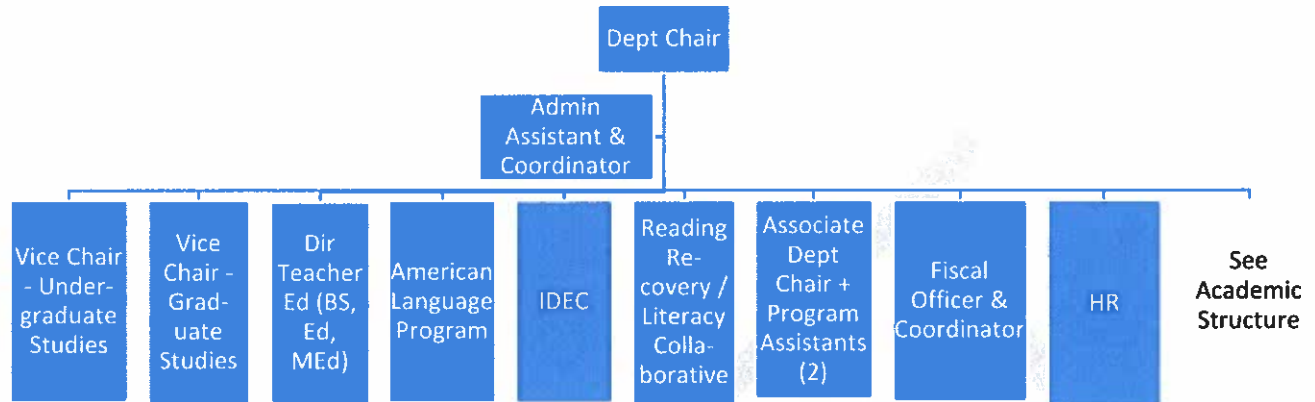 Dept Chair
Admin
Assistant &
Coordinator
Vice Chair
- Under-
graduate
Studies
Vice
Chair -
Grad-
uate
Studies
Dir
Teacher
Ed (BS,
Ed,
MEd)
American
Language
Program
IDEC
Reading
Re-
covery /
Literacy
Colla-
borative
Associate
Dept
Chair +
Program
Assistants
(2)
Fiscal
Officer &
Coordinator
HR
See
Academic
Structure